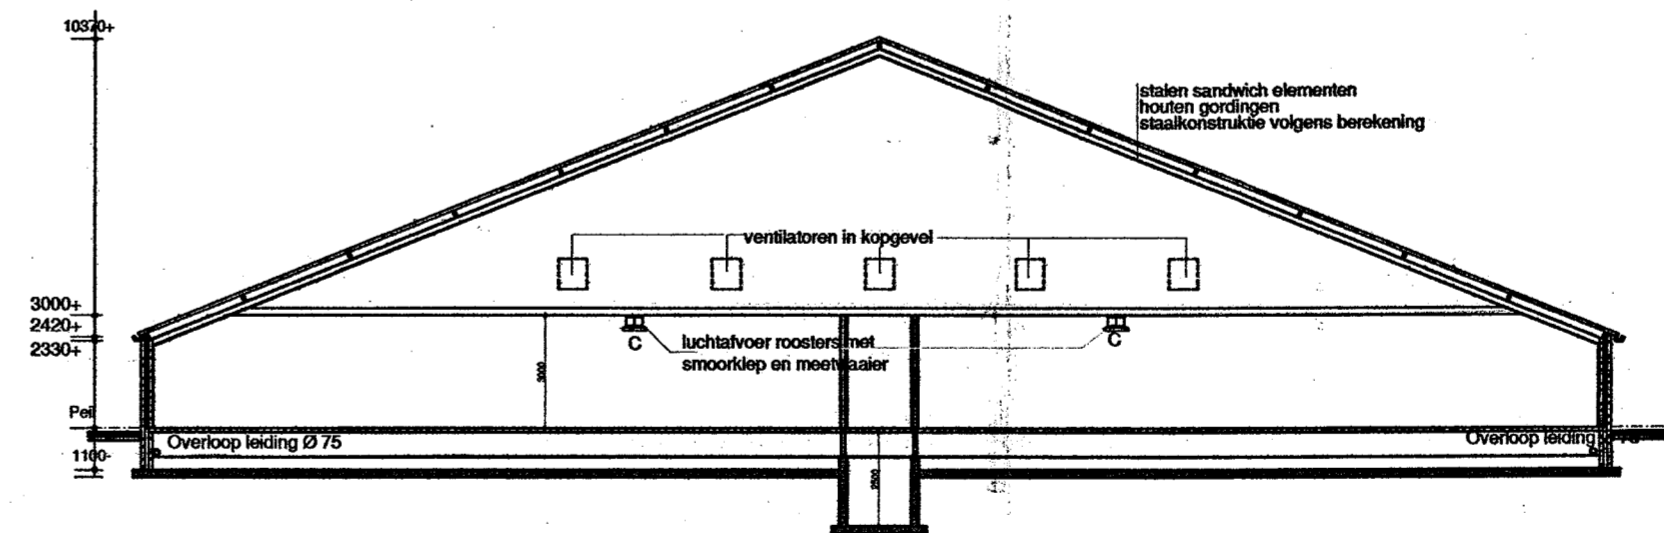 10370+
stalen sandwich elementen
houten gordingen
staalkonstruktie volgens berekening
ventilatoren in kopgevel
3000+
2420+
2330+
C
C
luchtafvoer roosters met
smoorklep en meetwaaier
3000
Peil
Overloop leiding Ø 75
Overloop leiding
1100-
2500